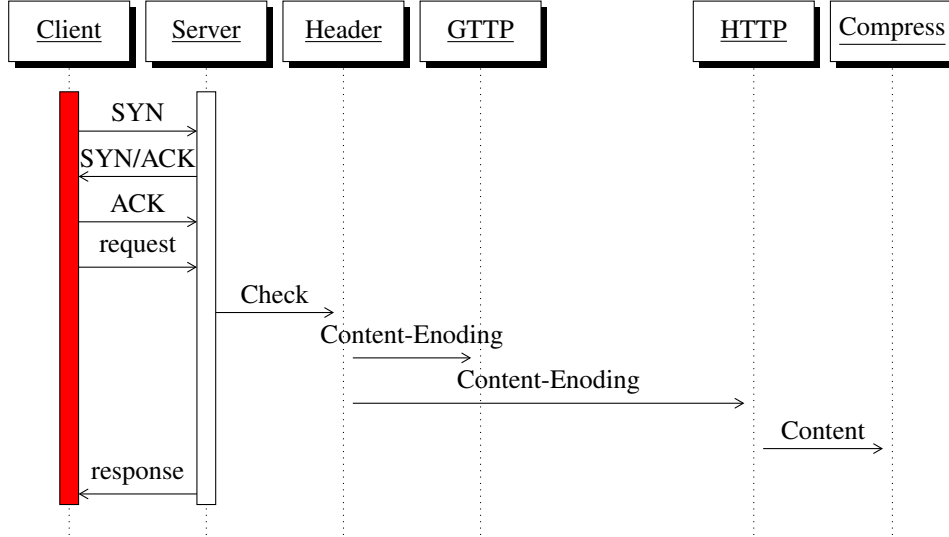 Client Server Header GTTP HTTP Compress
SYN
SYN/ACK
ACK
request
Check
Content-Enoding
Content-Enoding
Content
response